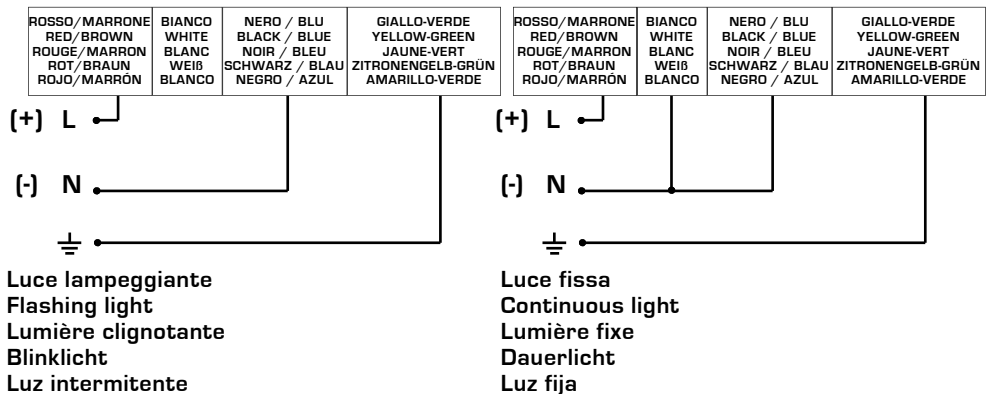 ROSSO/MARRONE BIANCO NERO / BLU GIALLO-VERDE ROSSO/MARRONE BIANCO NERO / BLU GIALLO-VERDE
RED/BROWN WHITE BLACK / BLUE YELLOW-GREEN RED/BROWN WHITE BLACK / BLUE YELLOW-GREEN
ROUGE/MARRON BLANC NOIR / BLEU JAUNE-VERT ROUGE/MARRON BLANC NOIR / BLEU JAUNE-VERT
ROT/BRAUN WEIß SCHWARZ / BLAU ZITRONENGELB-GRÜN ROT/BRAUN WEIß SCHWARZ / BLAU ZITRONENGELB-GRÜN
ROJO/MARRÓN BLANCO NEGRO / AZUL AMARILLO-VERDE ROJO/MARRÓN BLANCO NEGRO / AZUL AMARILLO-VERDE
(+) L (+) L
(-) N (-) N
Luce lampeggiante
Flashing light
Lumière clignotante
Blinklicht
Luz intermitente
Luce fissa
Continuous light
Lumière fixe
Dauerlicht
Luz fija